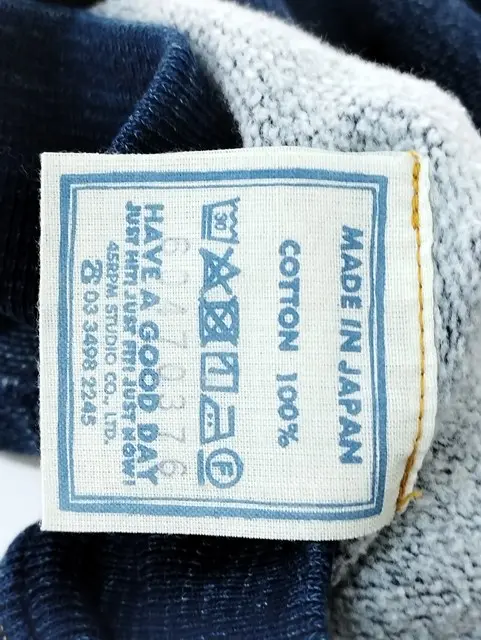 MADE IN JAPAN
COTTON 100%
30
F
HAVE A GOOD DAY
JUST HIT! JUST FIT! JUST NOW!
45RPM STUDIO CO., LTD.
☎ 03 3498 2245